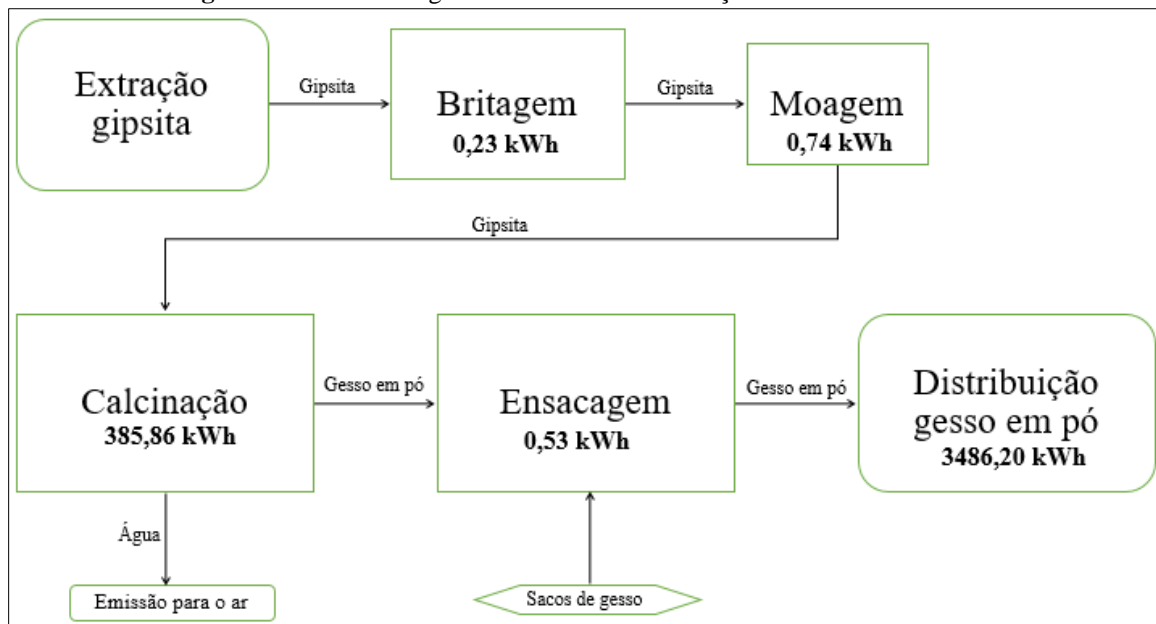 Extração
gipsita
Gipsita
Britagem
0,23 kWh
Gipsita
Moagem
0,74 kWh
Gipsita
Calcinação
385,86 kWh
Gesso em pó
Ensacagem
0,53 kWh
Gesso em pó
Distribuição
gesso em pó
3486,20 kWh
Água
Emissão para o ar
Sacos de gesso